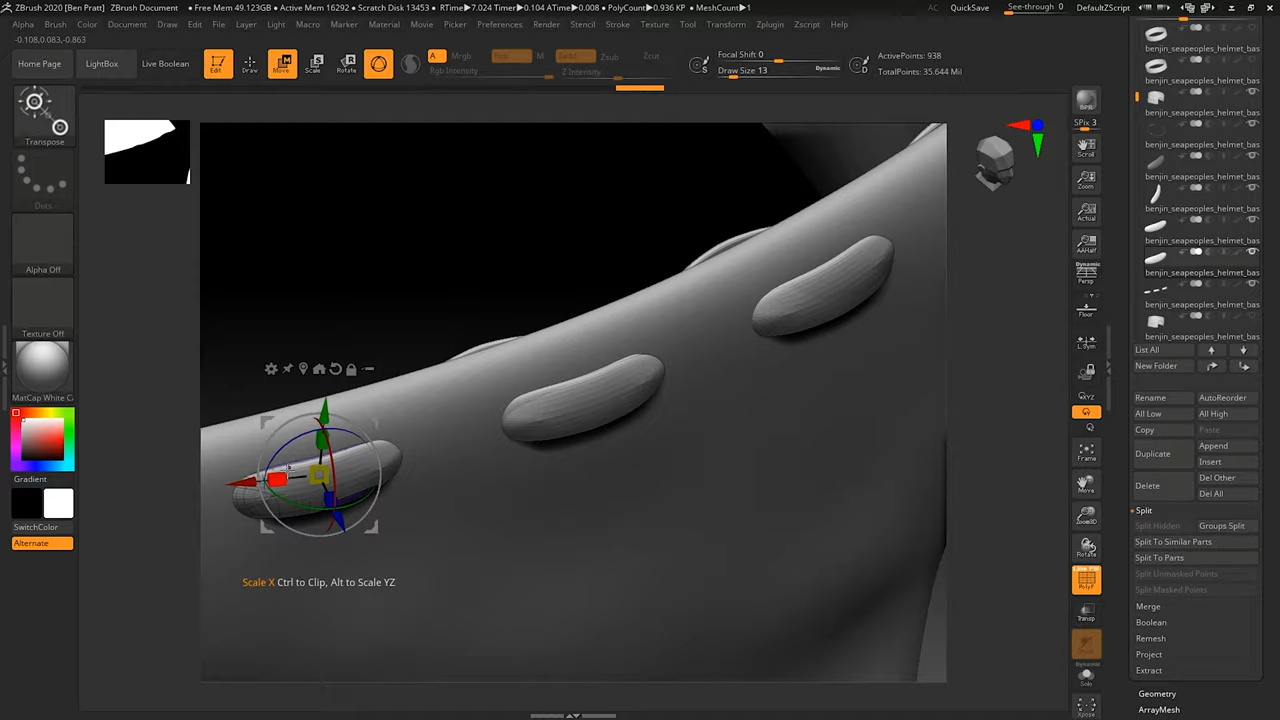 ZBrush 2020 [Ben Pratt]  ZBrush Document  • Free Mem 49.123GB • Active Mem 16292 • Scratch Disk 13453 • RTime▸7.024 Timer▸0.104 ATime▸0.008 • PolyCount▸0.936 KP • MeshCount▸1  AC  QuickSave  See-through 0  Menus  DefaultZScript
Alpha Brush Color Document Draw Edit File Layer Light Macro Marker Material Movie Picker Preferences Render Stencil Stroke Texture Tool Transform Zplugin Zscript Help
-0.108,0.083,-0.863
Home Page LightBox Live Boolean Edit Draw Move Scale Rotate
A Mrgb M Zsub Zcut
Rgb Intensity Z Intensity
Focal Shift 0
Draw Size 13 Dynamic
S D
ActivePoints: 938
TotalPoints: 35.644 Mil
Transpose
Dots
Alpha Off
Texture Off
MatCap White C
Gradient
SwitchColor
Alternate
Scale X Ctrl to Clip, Alt to Scale YZ
BPR
SPix 3
Scroll
Zoom
Actual
AAHalf
Dynamic
Persp
Floor
L.Sym
XYZ
Frame
Move
Zoom3D
Rotate
Line Fill
PolyF
Transp
Dynamic
Solo
Xpose
benjin_seapeoples_helmet_bas
benjin_seapeoples_helmet_bas
benjin_seapeoples_helmet_bas
benjin_seapeoples_helmet_bas
benjin_seapeoples_helmet_bas
benjin_seapeoples_helmet_bas
benjin_seapeoples_helmet_bas
benjin_seapeoples_helmet_bas
benjin_seapeoples_helmet_bas
benjin_seapeoples_helmet_bas
List All
New Folder
Rename AutoReorder
All Low All High
Copy Paste
Duplicate Append
Insert
Delete Del Other
Del All
Split
Split Hidden Groups Split
Split To Similar Parts
Split To Parts
Split Unmasked Points
Split Masked Points
Merge
Boolean
Remesh
Project
Extract
Geometry
ArrayMesh